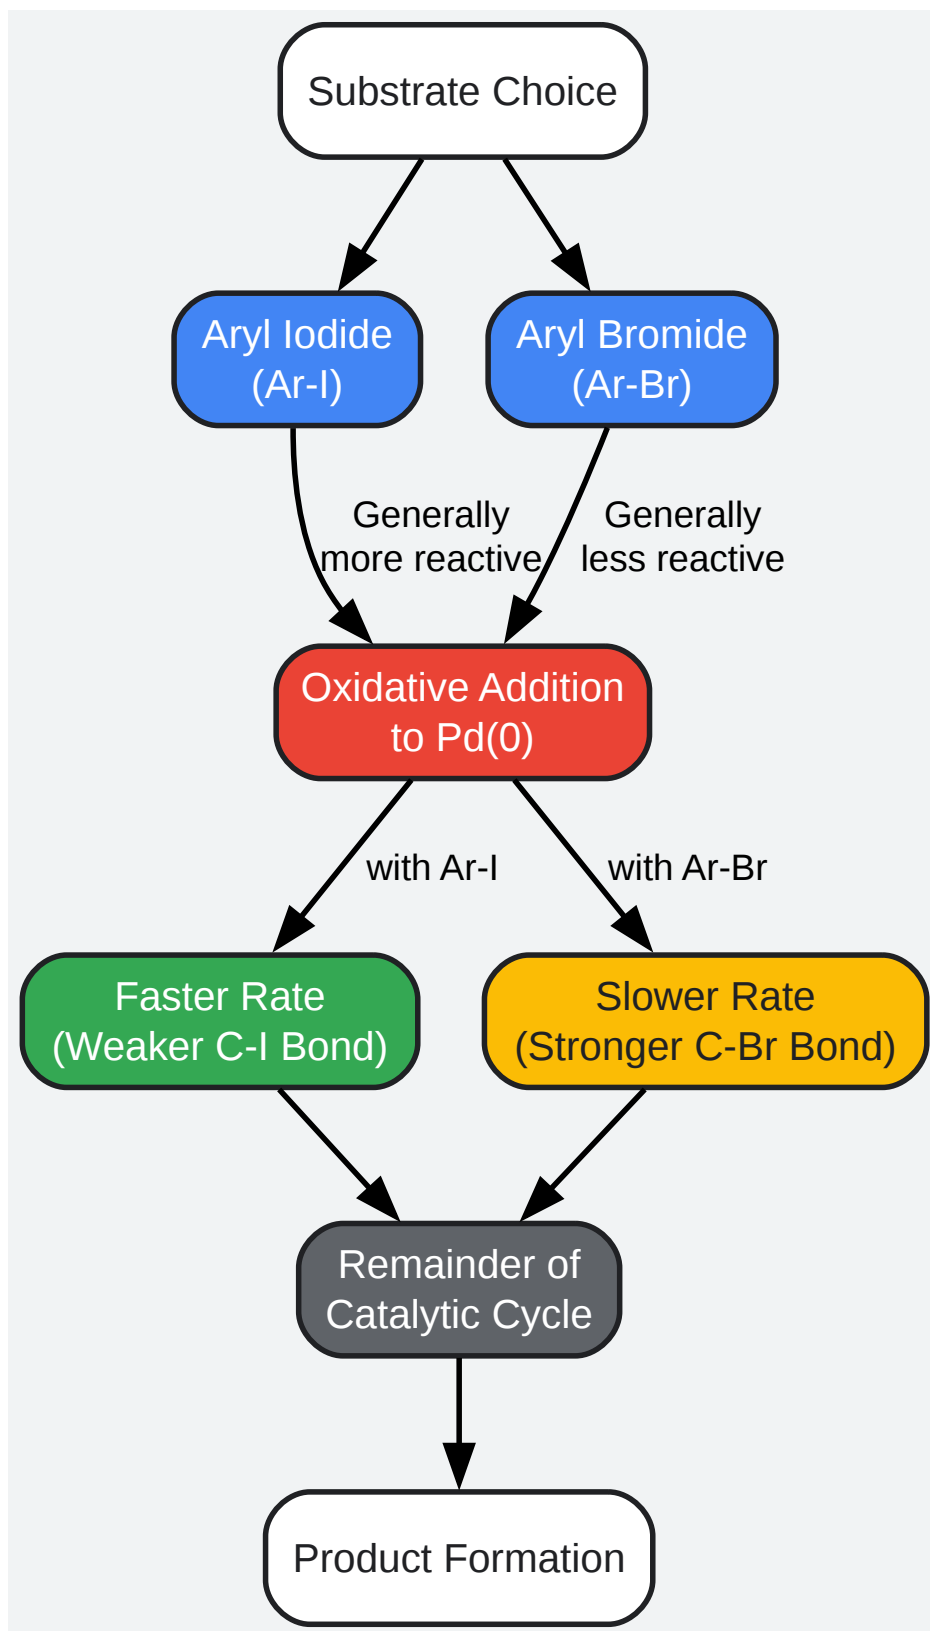 Substrate Choice
Aryl Iodide
(Ar-I)
Aryl Bromide
(Ar-Br)
Generally
more reactive
Generally
less reactive
Oxidative Addition
to Pd(0)
with Ar-I
with Ar-Br
Faster Rate
(Weaker C-I Bond)
Slower Rate
(Stronger C-Br Bond)
Remainder of
Catalytic Cycle
Product Formation